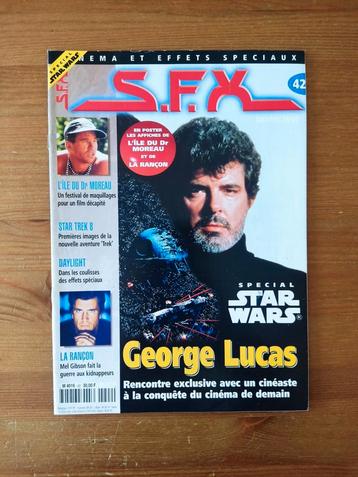 SPECIAL
STAR WARS
NEMA ET EFFETS SPECIAUX
S.F.X
S.F.X
42
EN POSTER
LES AFFICHES DE
L'ÎLE DU Dr
MOREAU
ET DE
LA RANÇON
L'ÎLE DU Dr MOREAU
Un festival de maquillages
pour un film décapité
STAR TREK 8
Premières images de la
nouvelle aventure 'Trek'
DAYLIGHT
Dans les coulisses
des effets spéciaux
LA RANÇON
Mel Gibson fait la
guerre aux kidnappeurs
SPECIAL
STAR
WARS®
George Lucas
Rencontre exclusive avec un cinéaste
à la conquête du cinéma de demain